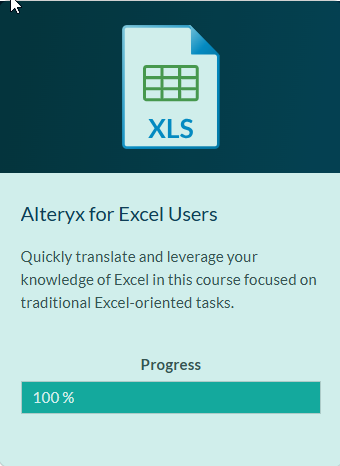 XLS
Alteryx for Excel Users
Quickly translate and leverage your
knowledge of Excel in this course focused on
traditional Excel-oriented tasks.
Progress
100 %